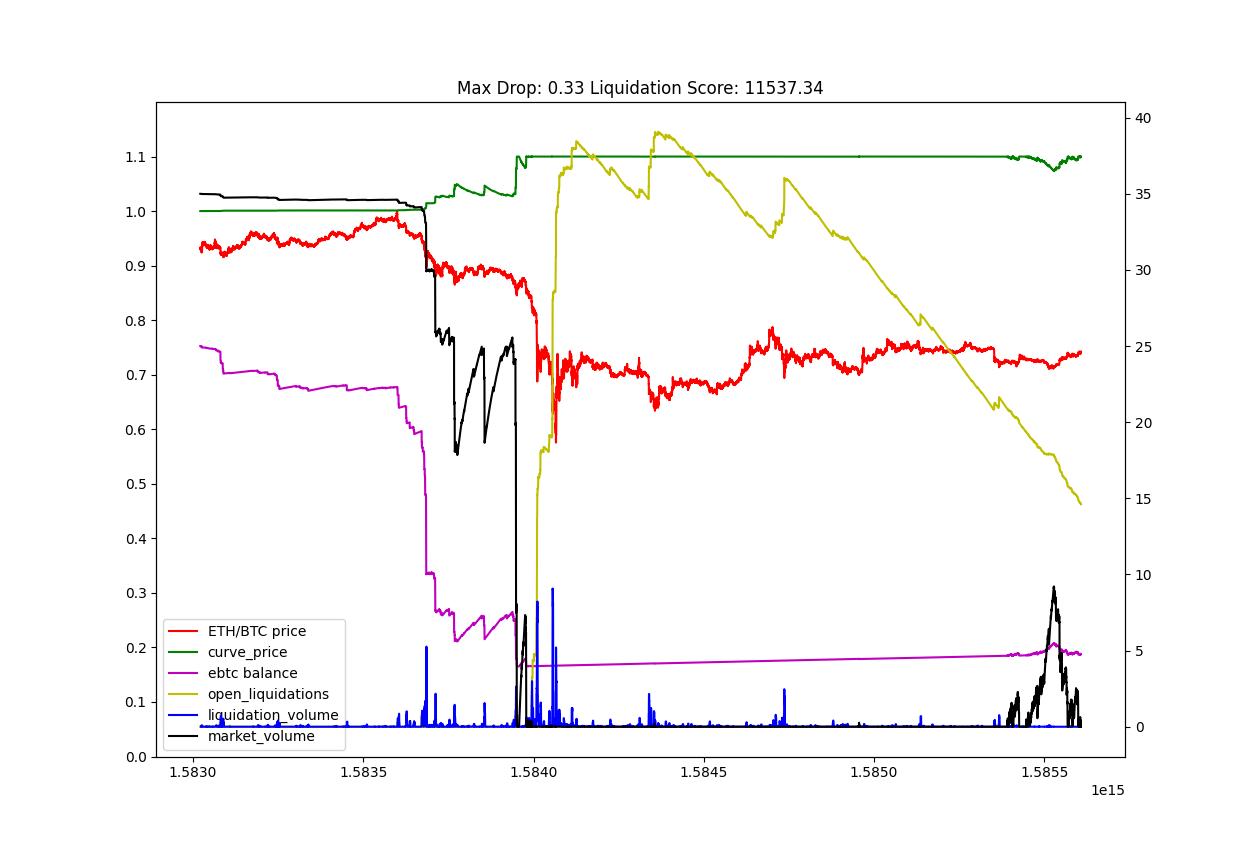 Max Drop: 0.33 Liquidation Score: 11537.34
1.1
1.0
0.9
0.8
0.7
0.6
0.5
0.4
0.3
0.2
0.1
0.0
40
35
30
25
20
15
10
5
0
ETH/BTC price
curve_price
ebtc balance
open_liquidations
liquidation_volume
market_volume
1.5830 1.5835 1.5840 1.5845 1.5850 1.5855
1e15